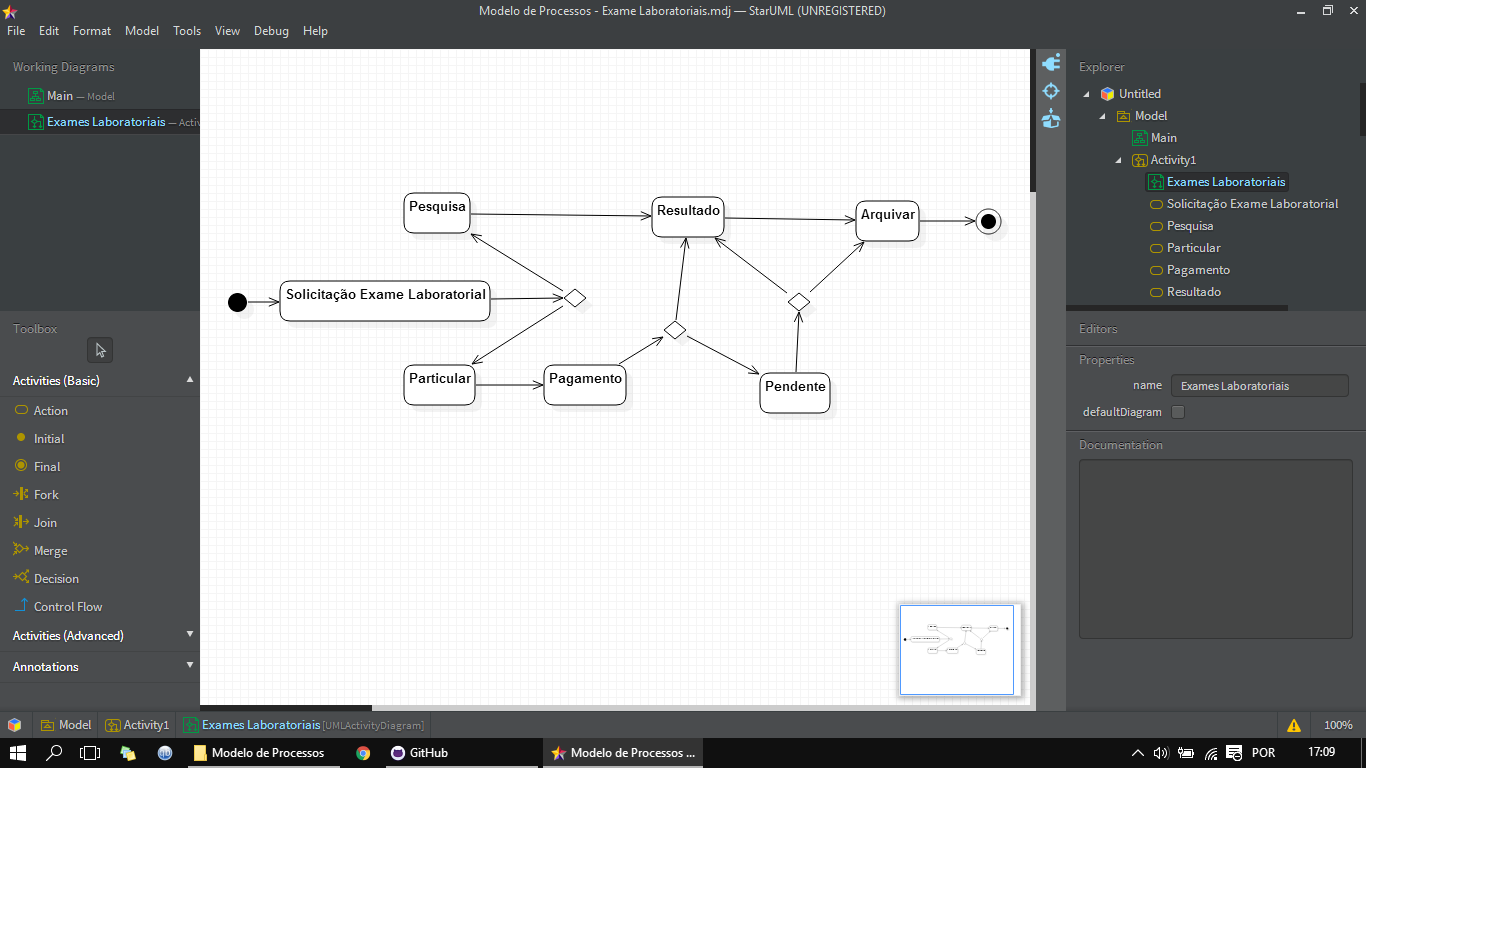 Modelo de Processos - Exame Laboratoriais.mdj — StarUML (UNREGISTERED)
File Edit Format Model Tools View Debug Help
Working Diagrams
Main — Model
Exames Laboratoriais — Activ
Toolbox
Activities (Basic)
Action
Initial
Final
Fork
Join
Merge
Decision
Control Flow
Activities (Advanced)
Annotations
Pesquisa
Resultado
Arquivar
Solicitação Exame Laboratorial
Particular
Pagamento
Pendente
Explorer
Untitled
Model
Main
Activity1
Exames Laboratoriais
Solicitação Exame Laboratorial
Pesquisa
Particular
Pagamento
Resultado
Editors
Properties
name Exames Laboratoriais
defaultDiagram
Documentation
Model Activity1 Exames Laboratoriais [UMLActivityDiagram] 100%
Modelo de Processos GitHub Modelo de Processos ... POR 17:09